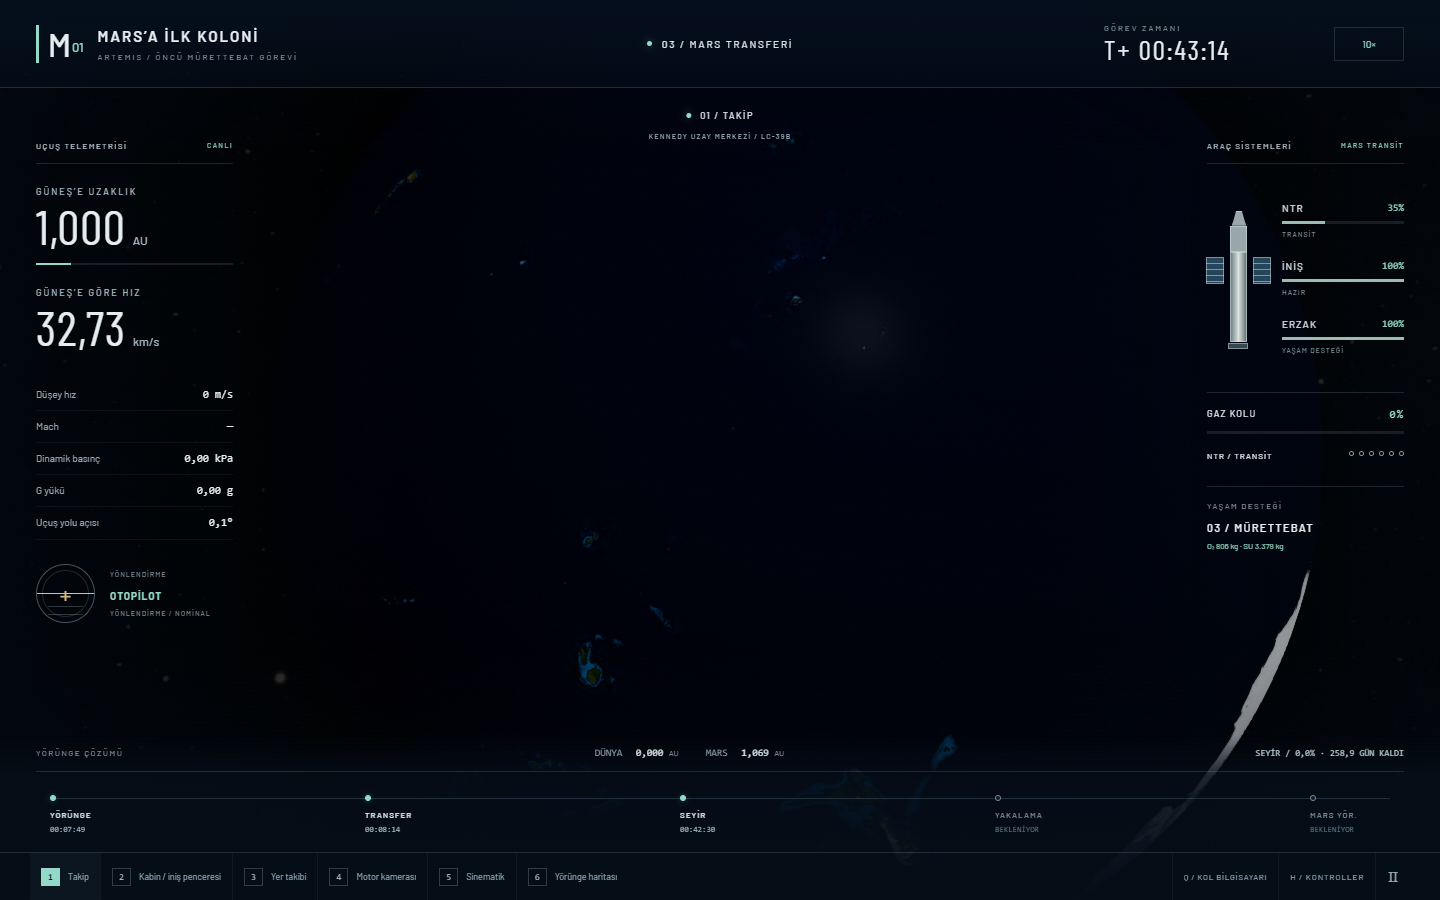 M01
MARS'A İLK KOLONİ
ARTEMIS / ÖNCÜ MÜRETTEBAT GÖREVİ
03 / MARS TRANSFERİ
GÖREV ZAMANI
T+ 00:43:14
10×
01 / TAKİP
KENNEDY UZAY MERKEZİ / LC-39B
UÇUŞ TELEMETRİSİ
CANLI
GÜNEŞ'E UZAKLIK
1,000 AU
GÜNEŞ'E GÖRE HIZ
32,73 km/s
Düşey hız 0 m/s
Mach —
Dinamik basınç 0,00 kPa
G yükü 0,00 g
Uçuş yolu açısı 0,1°
YÖNLENDİRME
OTOPİLOT
YÖNLENDİRME / NOMİNAL
ARAÇ SİSTEMLERİ
MARS TRANSİT
NTR 35%
TRANSİT
İNİŞ 100%
HAZIR
ERZAK 100%
YAŞAM DESTEĞİ
GAZ KOLU 0%
NTR / TRANSİT
YAŞAM DESTEĞİ
03 / MÜRETTEBAT
O₂ 806 kg · SU 3.379 kg
YÖRÜNGE ÇÖZÜMÜ
DÜNYA 0,000 AU MARS 1,069 AU
SEYİR / 0,0% · 258,9 GÜN KALDI
YÖRÜNGE
00:07:49
TRANSFER
00:08:14
SEYİR
00:42:30
YAKALAMA
BEKLENİYOR
MARS YÖR.
BEKLENİYOR
1 Takip
2 Kabin / iniş penceresi
3 Yer takibi
4 Motor kamerası
5 Sinematik
6 Yörünge haritası
Q / KOL BİLGİSAYARI
H / KONTROLLER